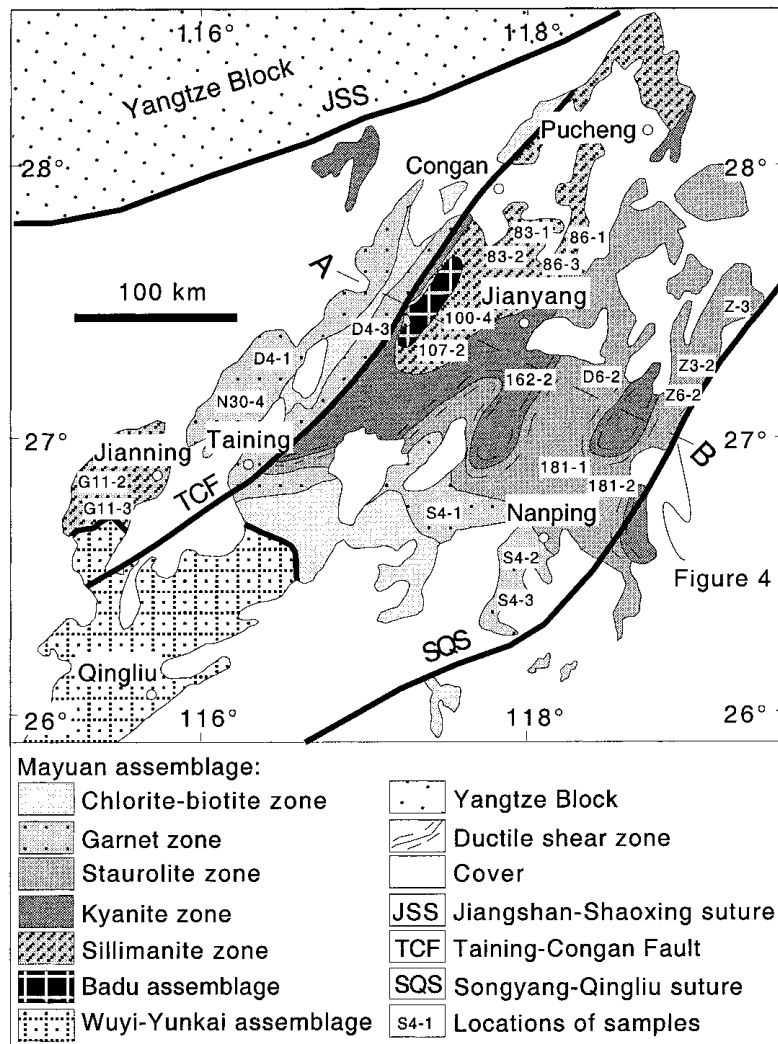 116° 118°
Yangtze Block
JSS
Pucheng
28° Congan 28°
83-1
86-1
A
83-2
86-3
Z-3
100 km
Jianyang
100-4
D4-3
107-2
D4-1
Z3-2
162-2 D6-2
N30-4
Z6-2
27° Taining 27°
Jianning
B
G11-2
181-1
TCF
181-2
G11-3
S4-1
Nanping
S4-2
Figure 4
S4-3
SQS
Qingliu
26° 116° 118° 26°
Mayuan assemblage:
Chlorite-biotite zone
Garnet zone
Staurolite zone
Kyanite zone
Sillimanite zone
Badu assemblage
Wuyi-Yunkai assemblage
Yangtze Block
Ductile shear zone
Cover
JSS Jiangshan-Shaoxing suture
TCF Taining-Congan Fault
SQS Songyang-Qingliu suture
S4-1 Locations of samples